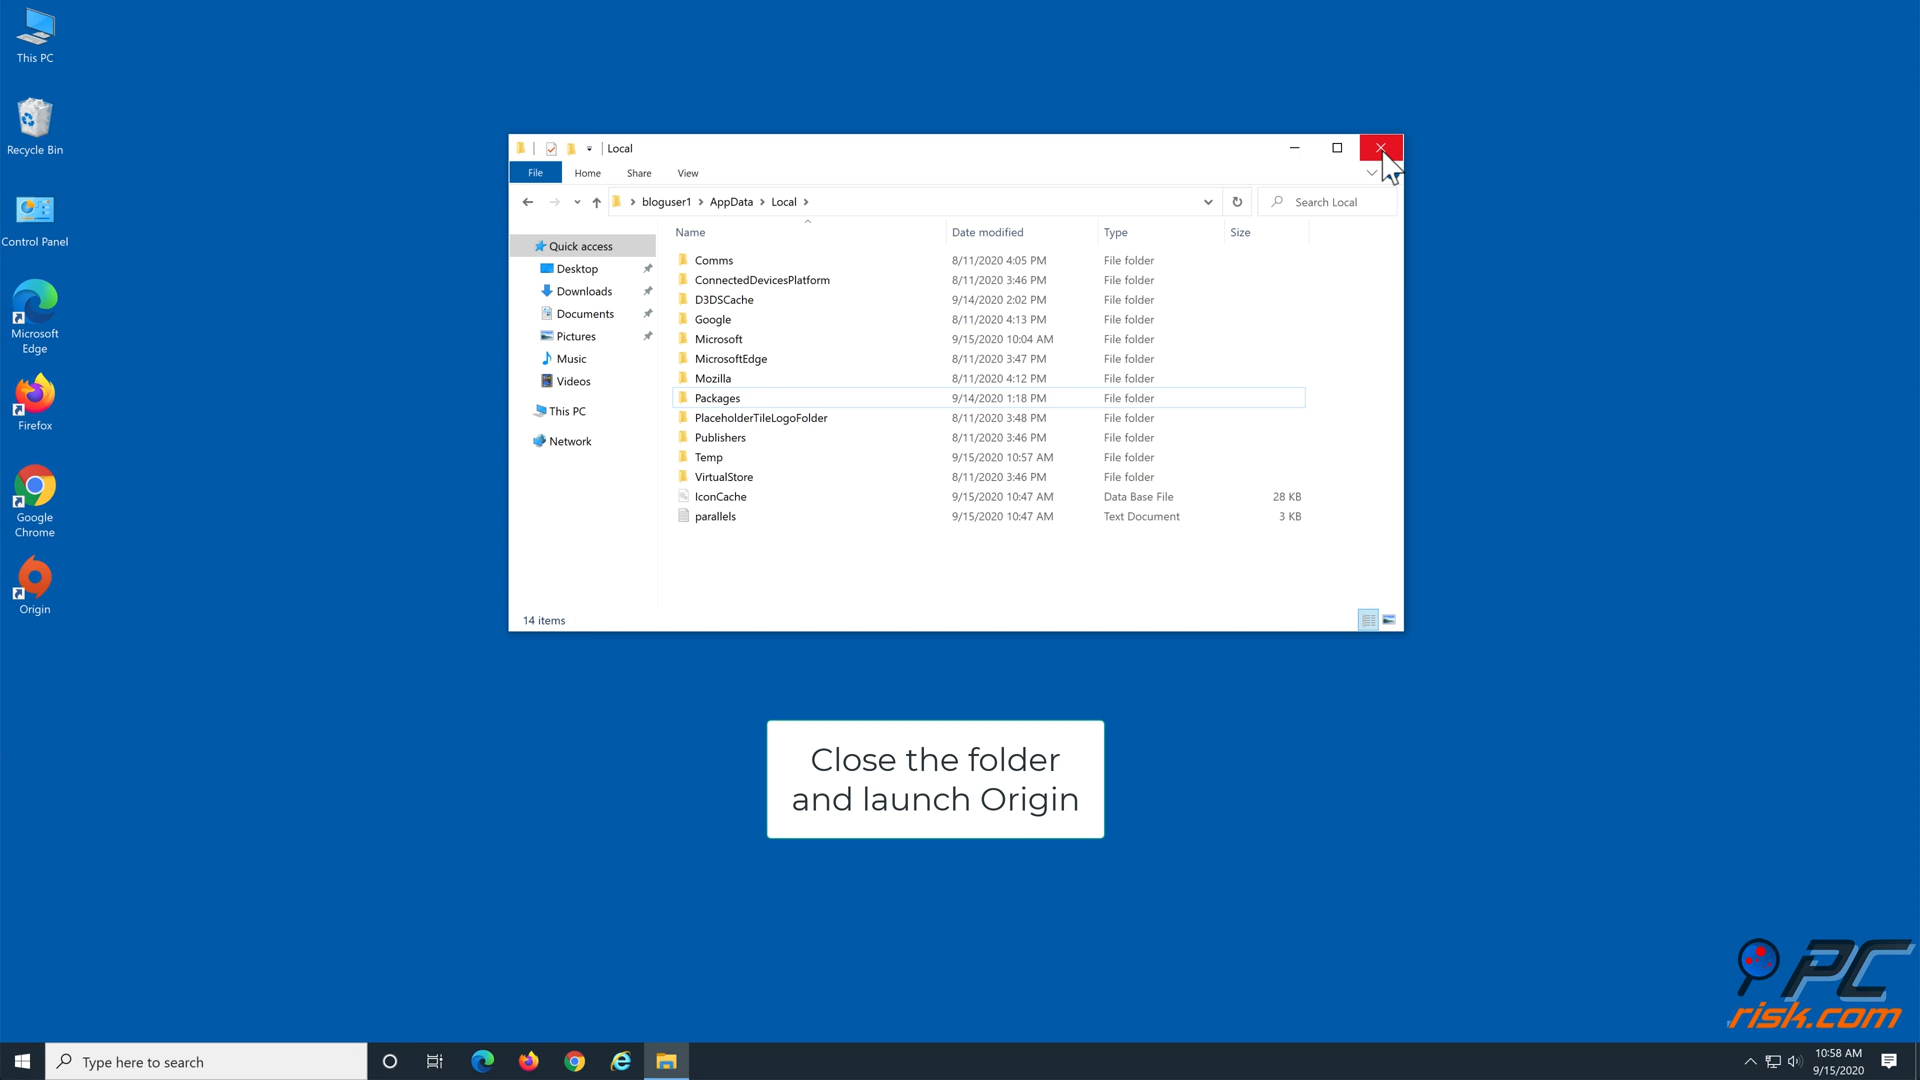 This PC
Recycle Bin
Control Panel
Microsoft
Edge
Firefox
Google
Chrome
Origin
Local
File Home Share View
bloguser1 AppData Local
Search Local
Name Date modified Type Size
Quick access
Desktop
Downloads
Documents
Pictures
Music
Videos
This PC
Network
Comms 8/11/2020 4:05 PM File folder
ConnectedDevicesPlatform 8/11/2020 3:46 PM File folder
D3DSCache 9/14/2020 2:02 PM File folder
Google 8/11/2020 4:13 PM File folder
Microsoft 9/15/2020 10:04 AM File folder
MicrosoftEdge 8/11/2020 3:47 PM File folder
Mozilla 8/11/2020 4:12 PM File folder
Packages 9/14/2020 1:18 PM File folder
PlaceholderTileLogoFolder 8/11/2020 3:48 PM File folder
Publishers 8/11/2020 3:46 PM File folder
Temp 9/15/2020 10:57 AM File folder
VirtualStore 8/11/2020 3:46 PM File folder
IconCache 9/15/2020 10:47 AM Data Base File 28 KB
parallels 9/15/2020 10:47 AM Text Document 3 KB
14 items
Close the folder
and launch Origin
PC
risk.com
Type here to search
10:58 AM
9/15/2020